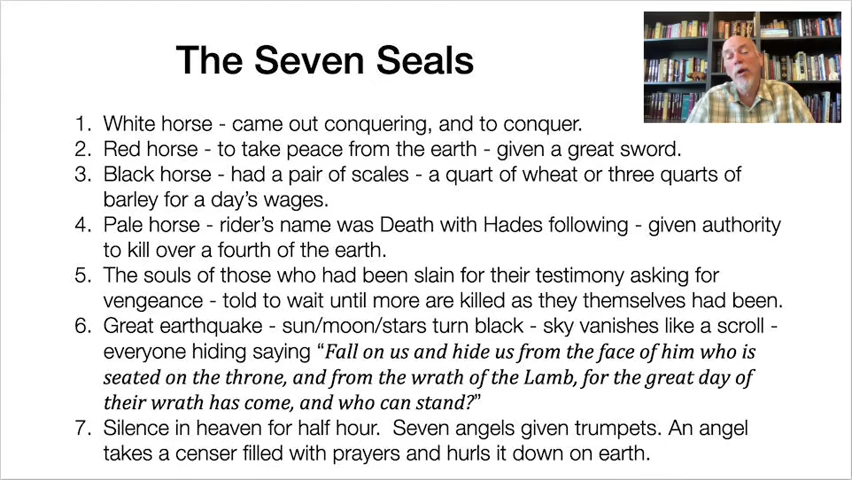 The Seven Seals
1. White horse - came out conquering, and to conquer.
2. Red horse - to take peace from the earth - given a great sword.
3. Black horse - had a pair of scales - a quart of wheat or three quarts of
barley for a day's wages.
4. Pale horse - rider's name was Death with Hades following - given authority
to kill over a fourth of the earth.
5. The souls of those who had been slain for their testimony asking for
vengeance - told to wait until more are killed as they themselves had been.
6. Great earthquake - sun/moon/stars turn black - sky vanishes like a scroll -
everyone hiding saying “Fall on us and hide us from the face of him who is
seated on the throne, and from the wrath of the Lamb, for the great day of
their wrath has come, and who can stand?”
7. Silence in heaven for half hour.  Seven angels given trumpets. An angel
takes a censer filled with prayers and hurls it down on earth.